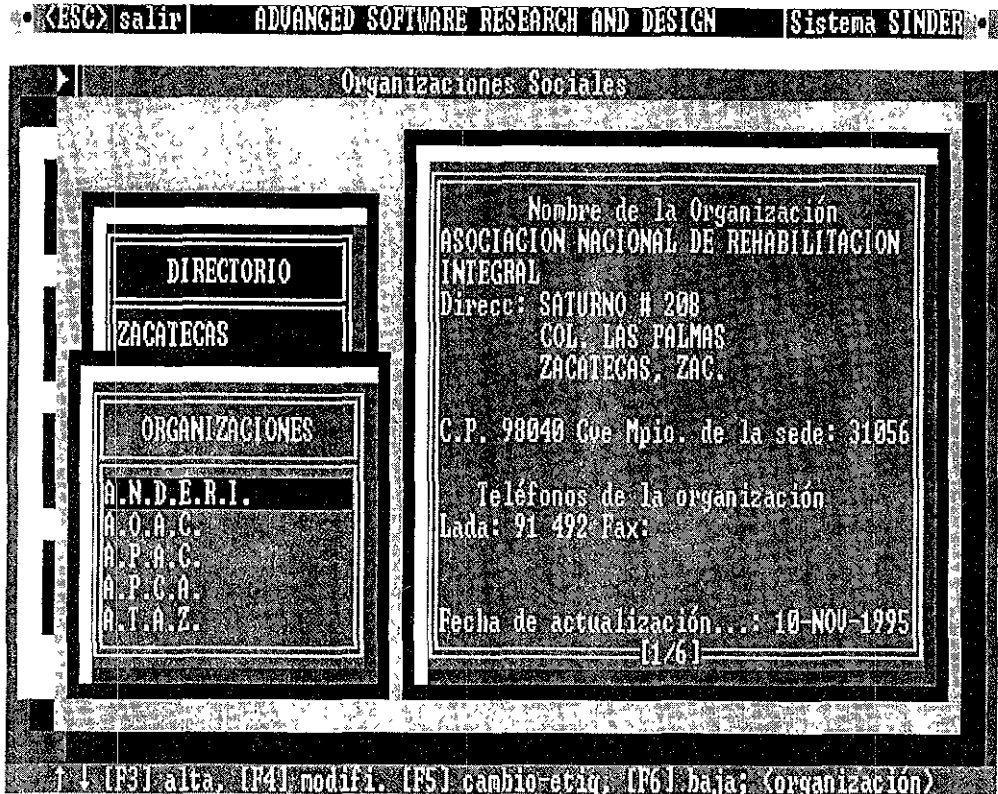 <ESC> salir ADVANCED SOFTWARE RESEARCH AND DESIGN Sistema SINDER
Organizaciones Sociales
DIRECTORIO
ZACATECAS
ORGANIZACIONES
A.N.D.E.R.I.
A.O.A.C.
A.P.A.C.
A.P.C.A.
A.T.A.Z.
Nombre de la Organización
ASOCIACION NACIONAL DE REHABILITACION
INTEGRAL
Direcc: SATURNO # 208
COL. LAS PALMAS
ZACATECAS, ZAC.
C.P. 98040 Cve Mpio. de la sede: 31056
Teléfonos de la organización
Lada: 91 492 Fax:
Fecha de actualización...: 10-NOV-1995
[1/6]
↑ ↓ [F3] alta, [F4] modifi. [F5] cambio-etiq, [F6] baja; <organización>